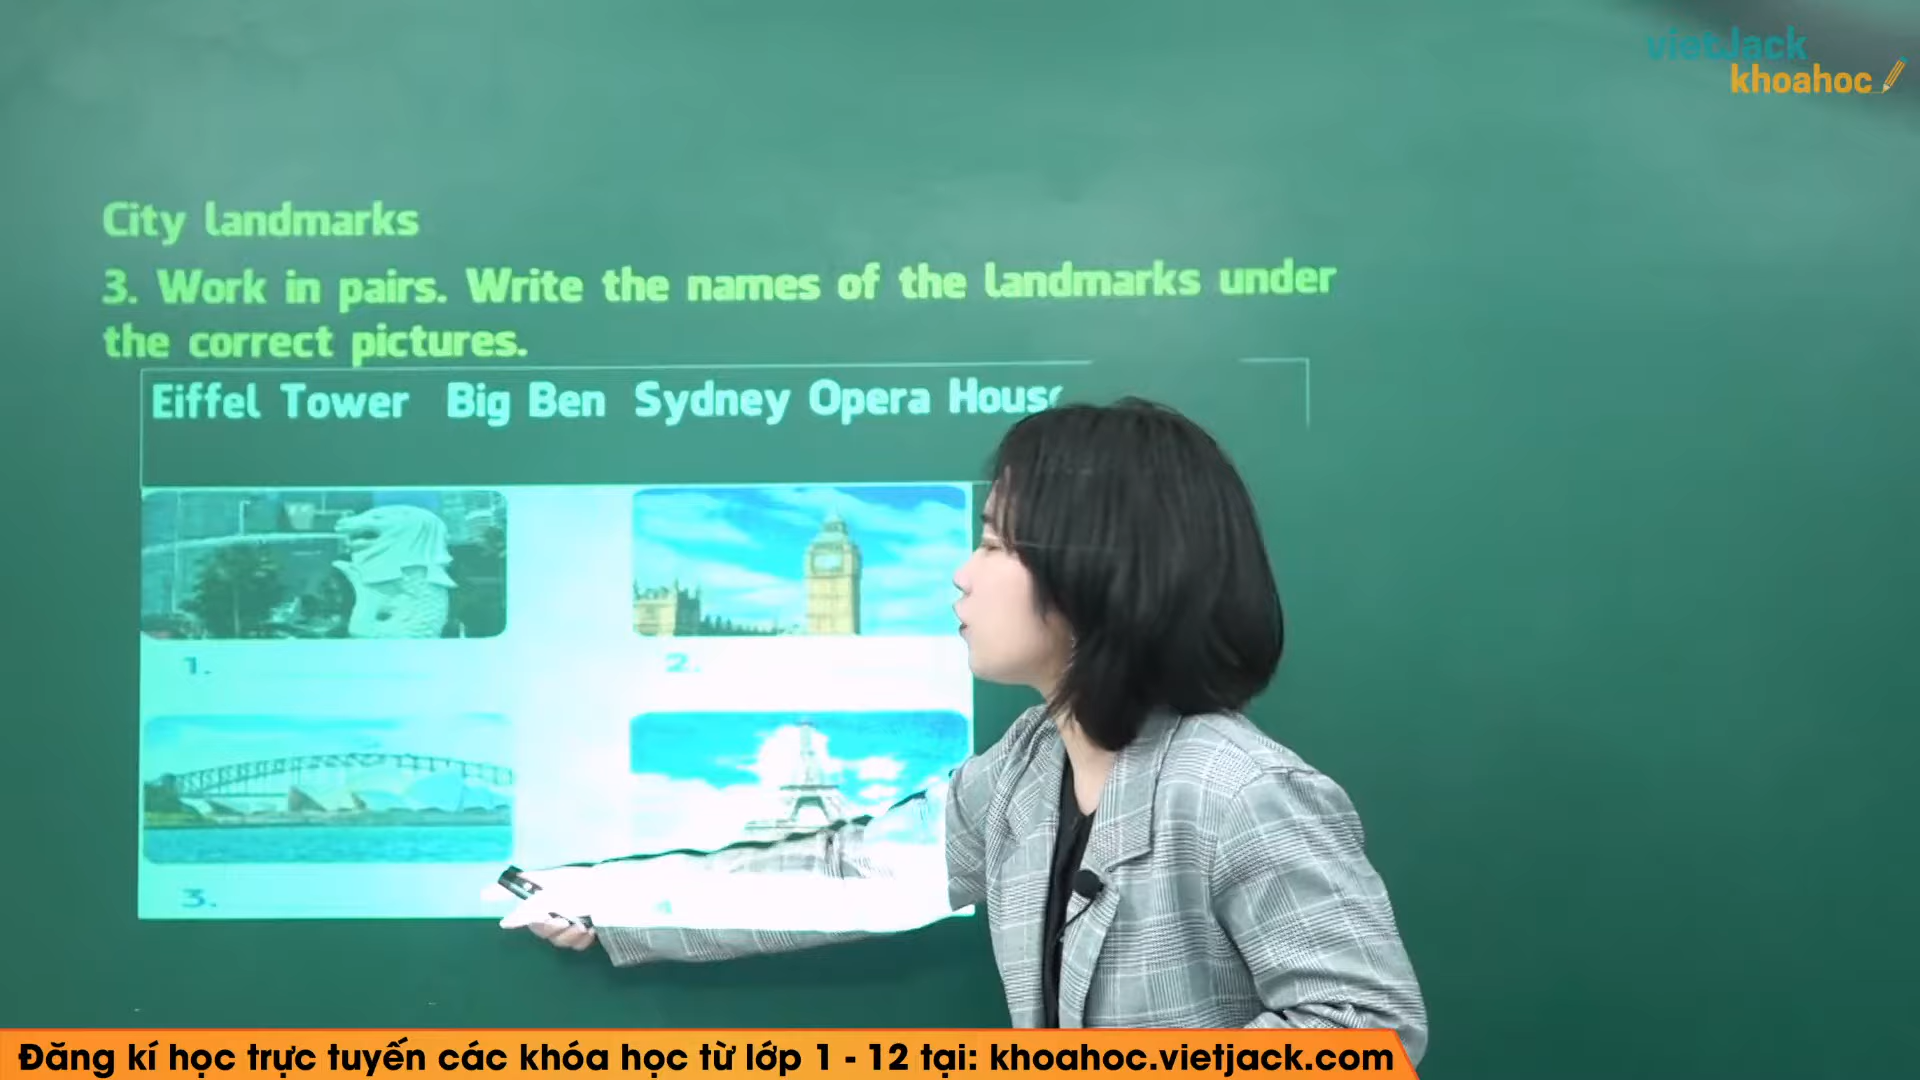 vietJack
khoahoc
City landmarks
3. Work in pairs. Write the names of the landmarks under
the correct pictures.
Eiffel Tower Big Ben Sydney Opera House
1.
2.
3.
Đăng kí học trực tuyến các khóa học từ lớp 1 - 12 tại: khoahoc.vietjack.com